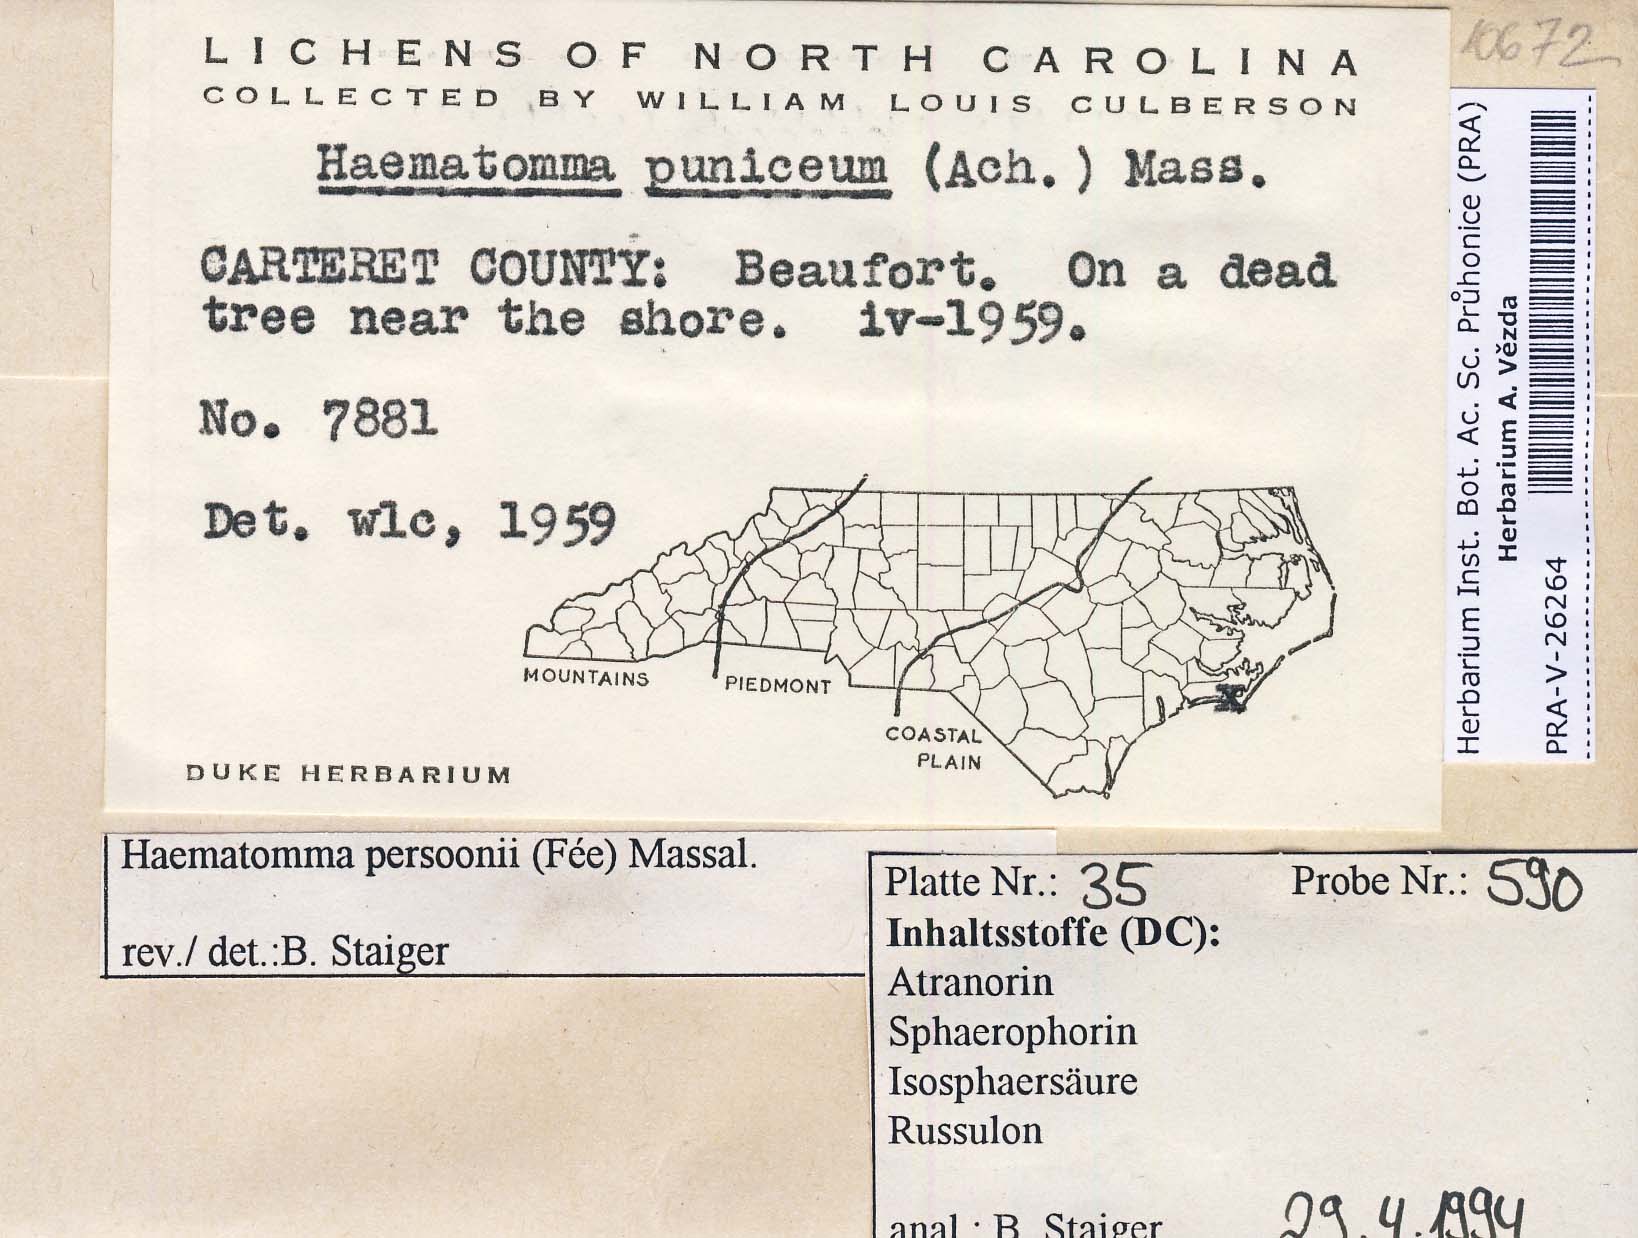 LICHENS OF NORTH CAROLINA
COLLECTED BY WILLIAM LOUIS CULBERSON
Haematomma puniceum (Ach.) Mass.
CARTERET COUNTY: Beaufort. On a dead
tree near the shore. iv-1959.
No. 7881
Det. wlc, 1959
MOUNTAINS
PIEDMONT
COASTAL
PLAIN
X
DUKE HERBARIUM
10672
Herbarium Inst. Bot. Ac. Sc. Průhonice (PRA)
Herbarium A. Vězda
PRA-V-26264
Haematomma persoonii (Fée) Massal.
rev./ det.:B. Staiger
Platte Nr.: 35 Probe Nr.: 590
Inhaltsstoffe (DC):
Atranorin
Sphaerophorin
Isosphaersäure
Russulon
anal.: B. Staiger 29.4.1994